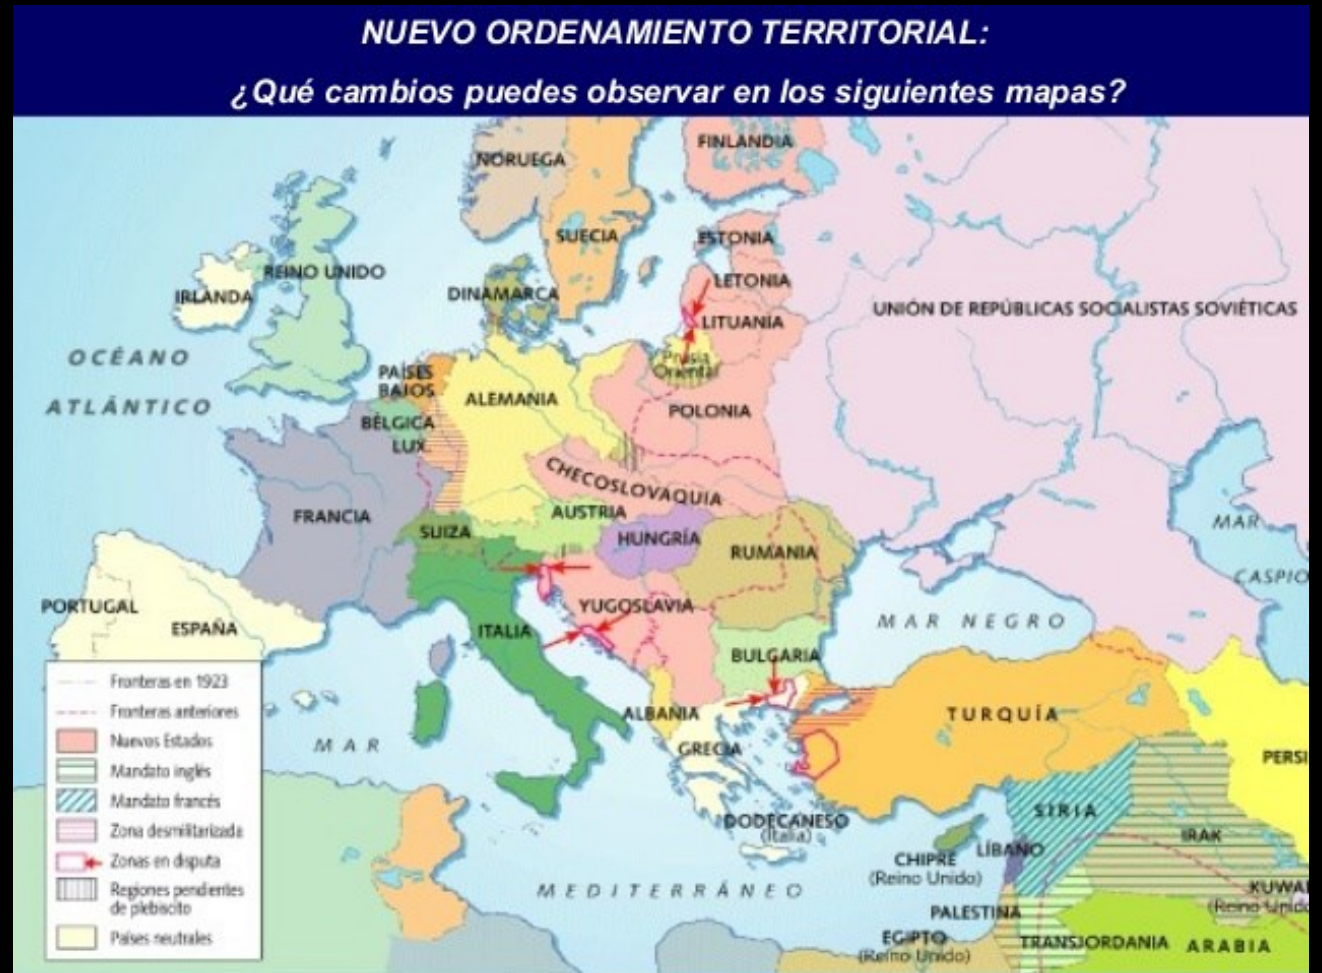 NUEVO ORDENAMIENTO TERRITORIAL:
¿Qué cambios puedes observar en los siguientes mapas?
FINLANDIA
NORUEGA
SUECIA
ESTONIA
REINO UNIDO
IRLANDA
DINAMARCA
LETONIA
LITUANIA
UNIÓN DE REPÚBLICAS SOCIALISTAS SOVIÉTICAS
OCÉANO
ATLÁNTICO
Prusia
Oriental
PAÍSES
BAJOS
ALEMANIA
POLONIA
BÉLGICA
LUX.
CHECOSLOVAQUIA
FRANCIA
AUSTRIA
SUIZA
HUNGRÍA
RUMANIA
MAR
CASPIO
PORTUGAL
ESPAÑA
ITALIA
YUGOSLAVIA
MAR NEGRO
BULGARIA
ALBANIA
GRECIA
TURQUÍA
PERSI
MAR
MEDITERRÁNEO
DODECANESO
(Italia)
SIRIA
IRAK
CHIPRE
(Reino Unido)
LÍBANO
KUWAI
(Reino Unido
PALESTINA
EGIPTO
(Reino Unido)
TRANSJORDANIA
ARABIA
Fronteras en 1923
Fronteras anteriores
Nuevos Estados
Mandato inglés
Mandato francés
Zona desmilitarizada
Zonas en disputa
Regiones pendientes
de plebiscito
Países neutrales